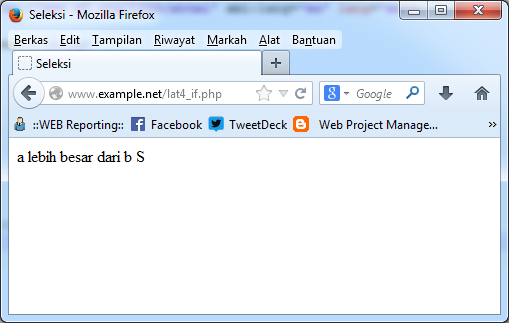 Seleksi - Mozilla Firefox
Berkas Edit Tampilan Riwayat Markah Alat Bantuan
Seleksi
www.example.net/lat4_if.php Google
::WEB Reporting:: Facebook TweetDeck Web Project Manage...
a lebih besar dari b S